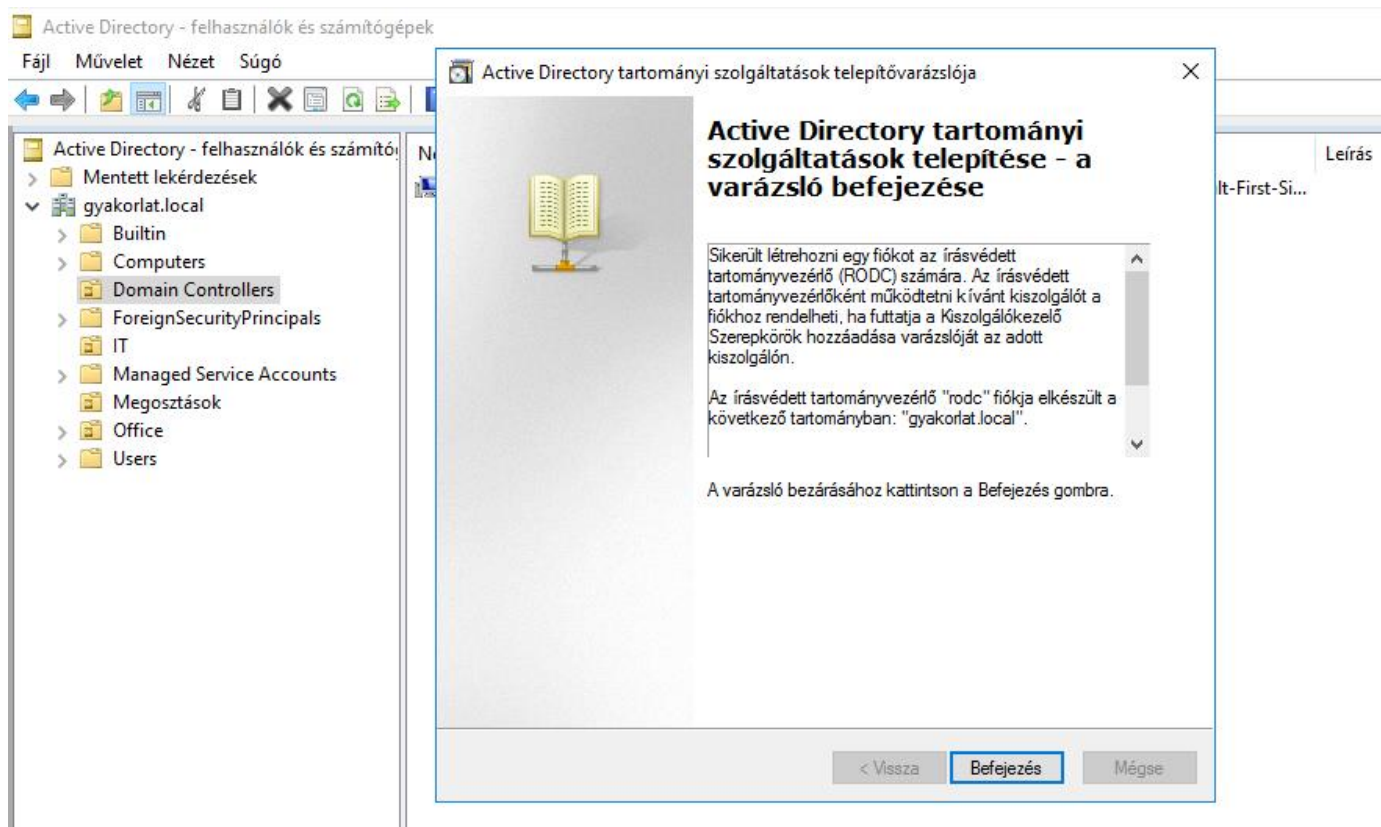 Active Directory - felhasználók és számítógépek
Fájl Művelet Nézet Súgó
Active Directory - felhasználók és számító
Mentett lekérdezések
gyakorlat.local
Builtin
Computers
Domain Controllers
ForeignSecurityPrincipals
IT
Managed Service Accounts
Megosztások
Office
Users
Leírás
lt-First-Si...
Active Directory tartományi szolgáltatások telepítővarázslója
Active Directory tartományi
szolgáltatások telepítése - a
varázsló befejezése
Sikerült létrehozni egy fiókot az írásvédett
tartományvezérlő (RODC) számára. Az írásvédett
tartományvezérlőként működtetni kívánt kiszolgálót a
fiókhoz rendelheti, ha futtatja a Kiszolgálókezelő
Szerepkörök hozzáadása varázslóját az adott
kiszolgálón.
Az írásvédett tartományvezérlő "rodc" fiókja elkészült a
következő tartományban: "gyakorlat.local".
A varázsló bezárásához kattintson a Befejezés gombra.
< Vissza Befejezés Mégse